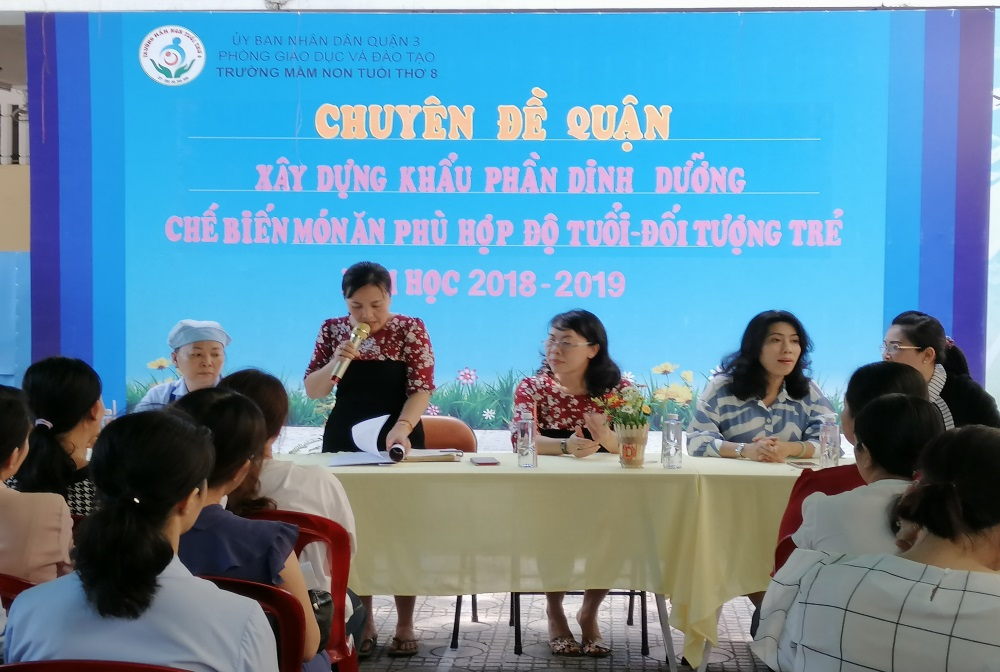 ỦY BAN NHÂN DÂN QUẬN 3
PHÒNG GIÁO DỤC VÀ ĐÀO TẠO
TRƯỜNG MẦM NON TUỔI THƠ 8
CHUYÊN ĐỀ QUẬN
XÂY DỰNG KHẨU PHẦN DINH DƯỠNG
CHẾ BIẾN MÓN ĂN PHÙ HỢP ĐỘ TUỔI-ĐỐI TƯỢNG TRẺ
HỌC 2018-2019